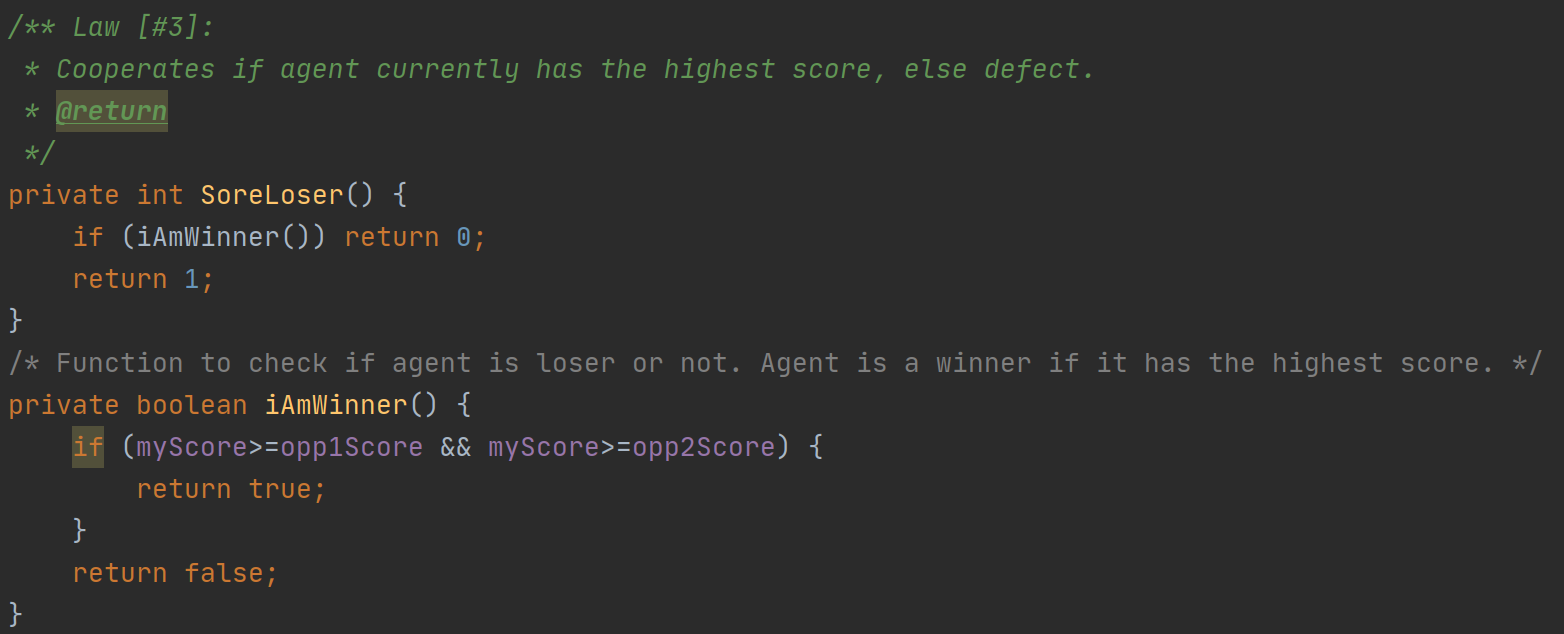 /** Law [#3]:
 * Cooperates if agent currently has the highest score, else defect.
 * @return
 */
private int SoreLoser() {
    if (iAmWinner()) return 0;
    return 1;
}
/* Function to check if agent is loser or not. Agent is a winner if it has the highest score. */
private boolean iAmWinner() {
    if (myScore>=opp1Score && myScore>=opp2Score) {
        return true;
    }
    return false;
}